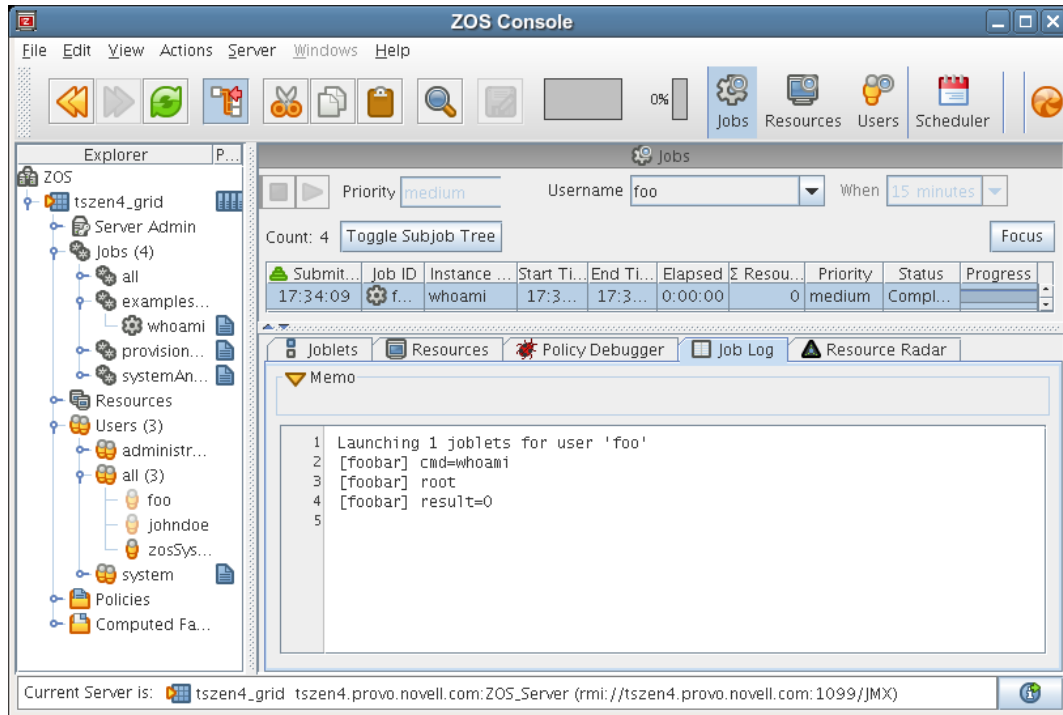 ZOS Console
File Edit View Actions Server Windows Help
0%
Jobs Resources Users Scheduler
Explorer P...
ZOS
tszen4_grid
Server Admin
Jobs (4)
all
examples...
whoami
provision...
systemAn...
Resources
Users (3)
administr...
all (3)
foo
johndoe
zosSys...
system
Policies
Computed Fa...
Jobs
Priority medium Username foo When 15 minutes
Count: 4 Toggle Subjob Tree Focus
Submit... Job ID Instance ... Start Ti... End Ti... Elapsed Σ Resou... Priority Status Progress
17:34:09 f... whoami 17:3... 17:3... 0:00:00 0 medium Compl...
Joblets Resources Policy Debugger Job Log Resource Radar
Memo
1 Launching 1 joblets for user 'foo'
2 [foobar] cmd=whoami
3 [foobar] root
4 [foobar] result=0
5
Current Server is: tszen4_grid tszen4.provo.novell.com:ZOS_Server (rmi://tszen4.provo.novell.com:1099/JMX)